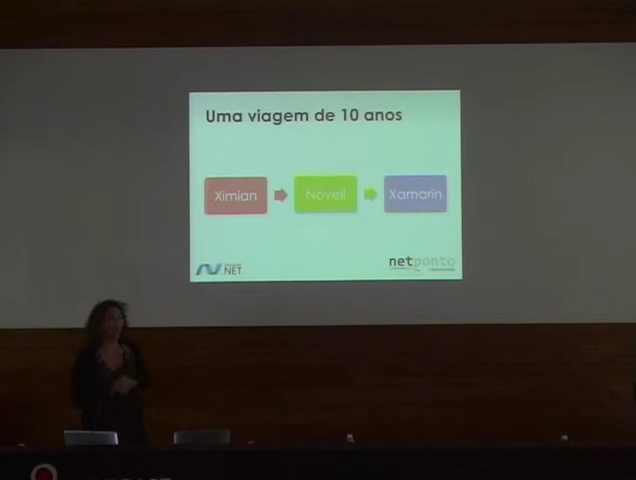 Uma viagem de 10 anos
Ximian
Novell
Xamarin
.NET
netponto